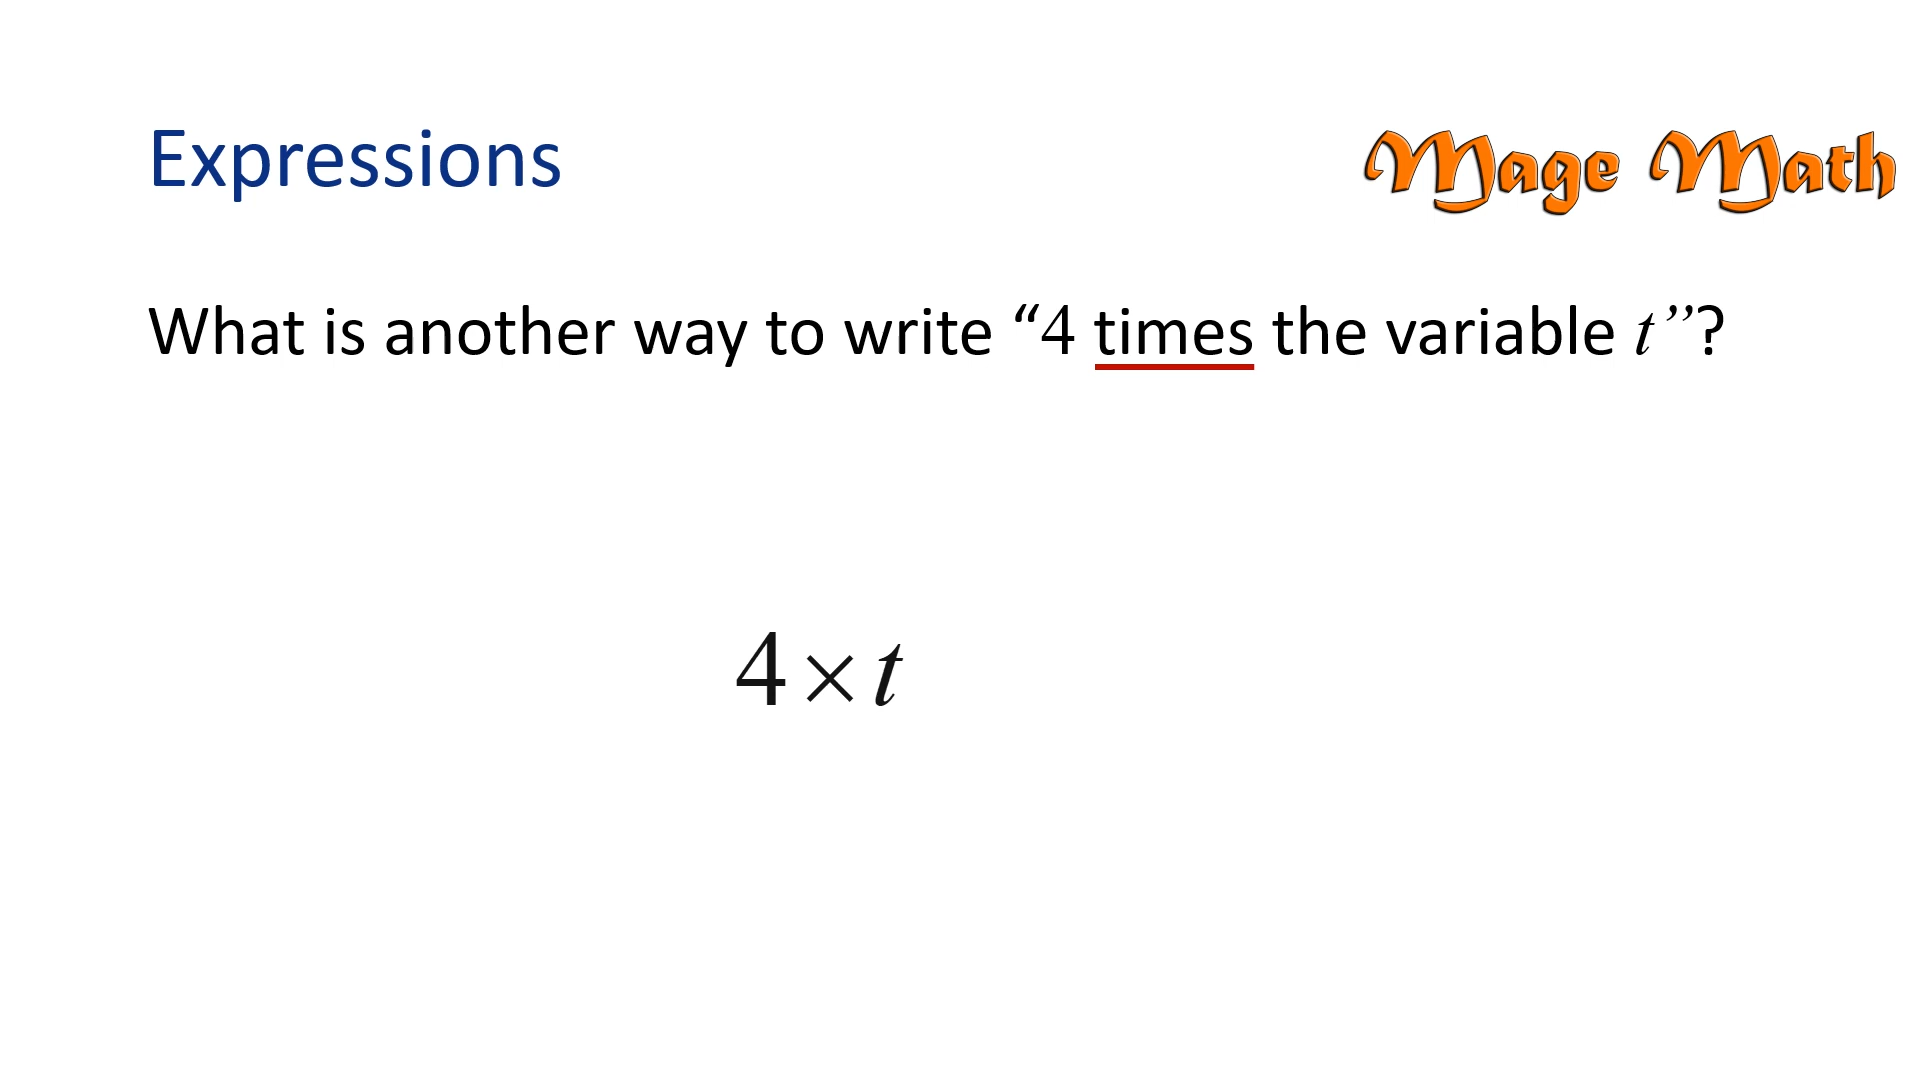 Expressions
Mage Math
What is another way to write “4 times the variable t”?
4×t